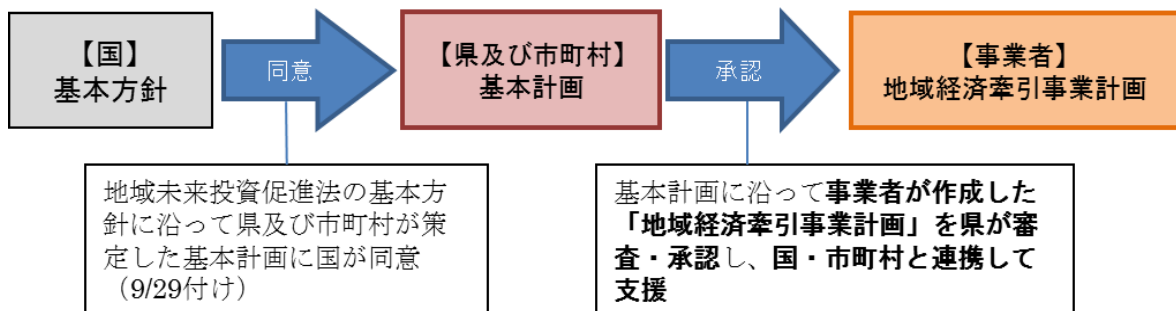 【国】
基本方針
同意
【県及び市町村】
基本計画
承認
【事業者】
地域経済牽引事業計画
地域未来投資促進法の基本方
針に沿って県及び市町村が策
定した基本計画に国が同意
（9/29付け）
基本計画に沿って事業者が作成した
「地域経済牽引事業計画」を県が審
査・承認し、国・市町村と連携して
支援